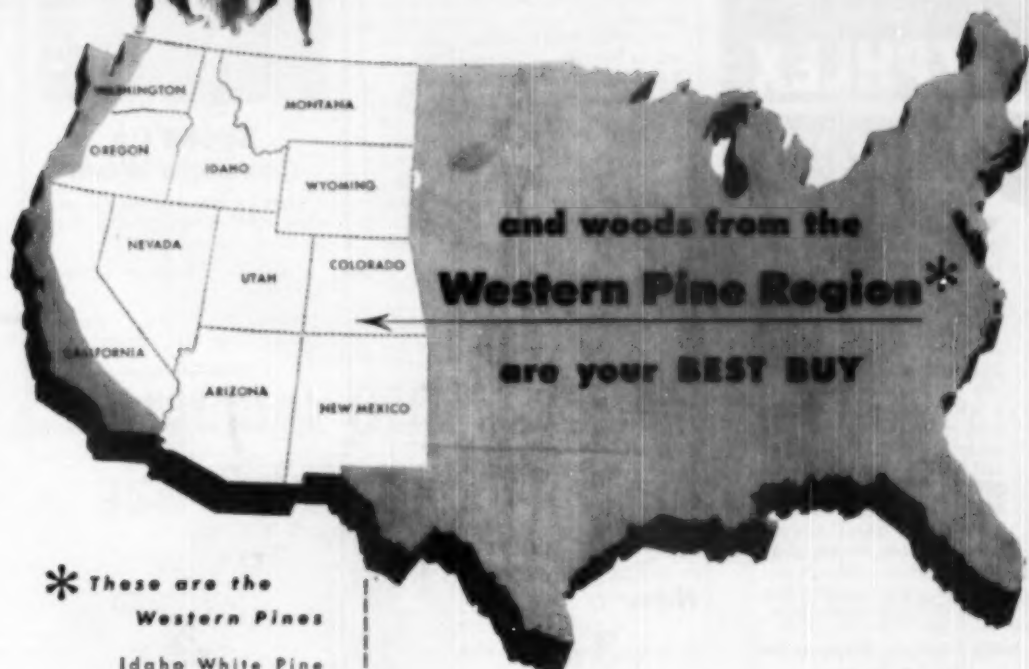 WASHINGTON
MONTANA
OREGON
IDAHO
WYOMING
and woods from the
NEVADA
UTAH
COLORADO
Western Pine Region*
CALIFORNIA
are your BEST BUY
ARIZONA
NEW MEXICO
* These are the
Western Pines
Idaho White Pine